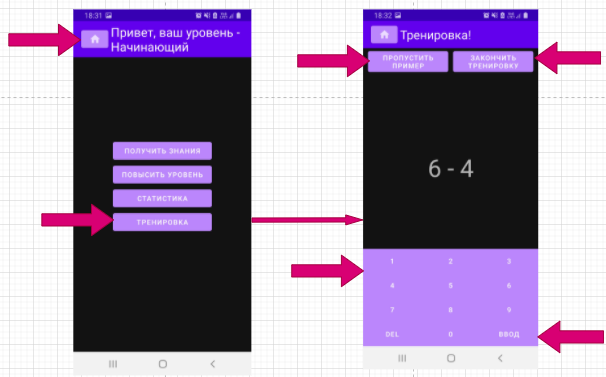 18:31
Привет, ваш уровень -
Начинающий
ПОЛУЧИТЬ ЗНАНИЯ
ПОВЫСИТЬ УРОВЕНЬ
СТАТИСТИКА
ТРЕНИРОВКА
18:32
Тренировка!
ПРОПУСТИТЬ
ПРИМЕР
ЗАКОНЧИТЬ
ТРЕНИРОВКУ
6 - 4
1 2 3
4 5 6
7 8 9
DEL 0 ВВОД